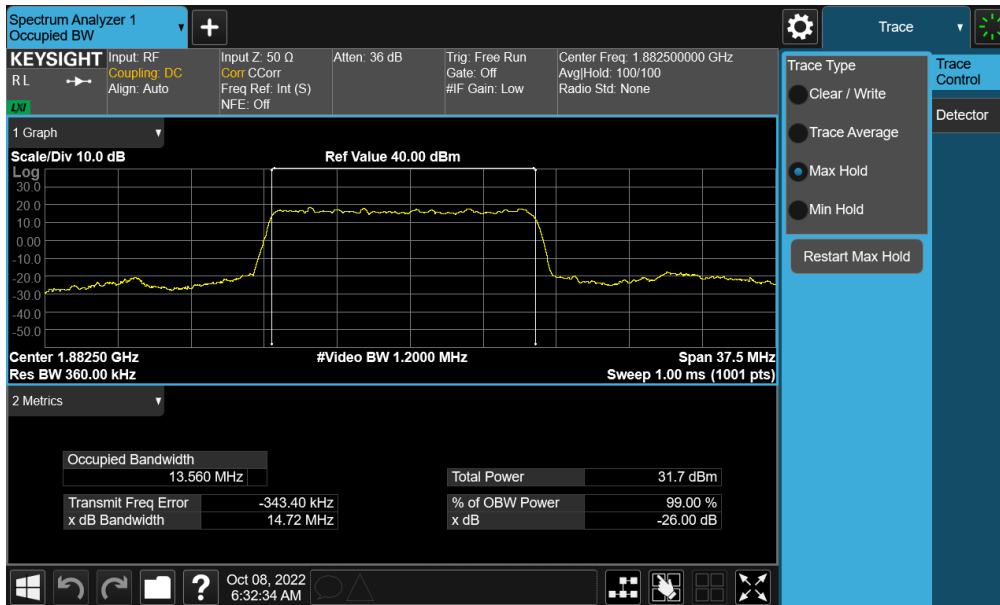 Spectrum Analyzer 1
Occupied BW
+
Trace
KEYSIGHT
R L
LXI
Input: RF
Coupling: DC
Align: Auto
Input Z: 50 Ω
Corr CCorr
Freq Ref: Int (S)
NFE: Off
Atten: 36 dB
Trig: Free Run
Gate: Off
#IF Gain: Low
Center Freq: 1.882500000 GHz
Avg|Hold: 100/100
Radio Std: None
Trace Type
Clear / Write
Trace Average
Max Hold
Min Hold
Restart Max Hold
Trace
Control
Detector
1 Graph
Scale/Div 10.0 dB
Ref Value 40.00 dBm
Log
30.0
20.0
10.0
0.00
-10.0
-20.0
-30.0
-40.0
-50.0
Center 1.88250 GHz
#Video BW 1.2000 MHz
Span 37.5 MHz
Res BW 360.00 kHz
Sweep 1.00 ms (1001 pts)
2 Metrics
Occupied Bandwidth
13.560 MHz
Total Power 31.7 dBm
Transmit Freq Error -343.40 kHz
% of OBW Power 99.00 %
x dB Bandwidth 14.72 MHz
x dB -26.00 dB
?
Oct 08, 2022
6:32:34 AM